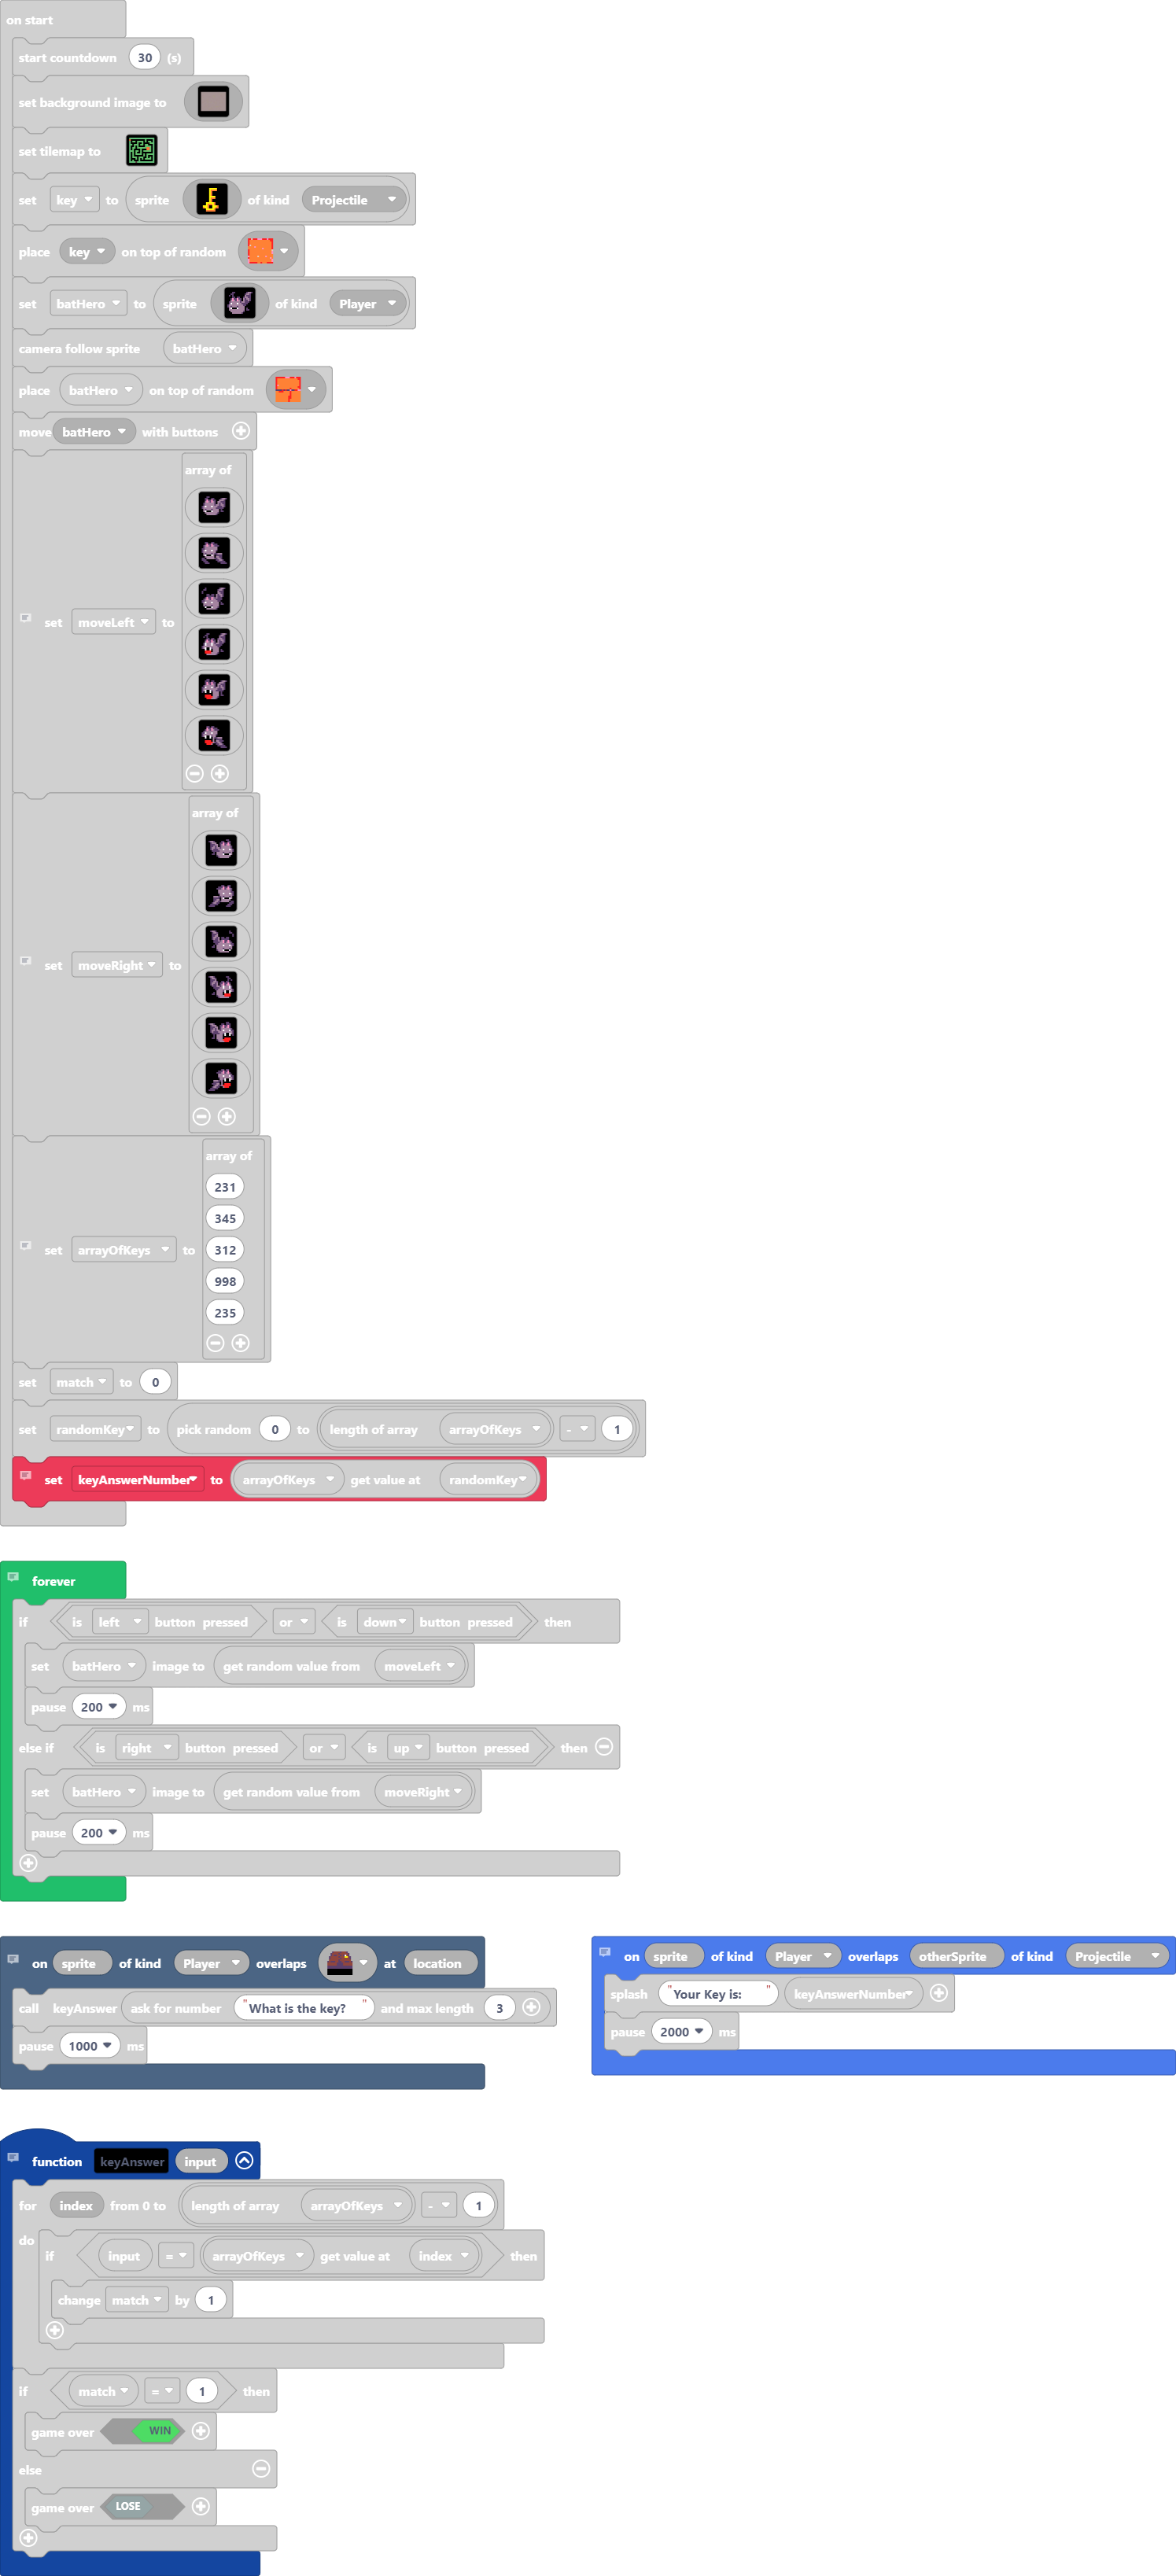 on start
start countdown 30 (s)
set background image to
set tilemap to
set key to sprite of kind Projectile
place key on top of random
set batHero to sprite of kind Player
camera follow sprite batHero
place batHero on top of random
move batHero with buttons
array of
set moveLeft to
array of
set moveRight to
array of
231
345
set arrayOfKeys to
312
998
235
set match to 0
set randomKey to pick random 0 to length of array arrayOfKeys - 1
set keyAnswerNumber to arrayOfKeys get value at randomKey
forever
if is left button pressed or is down button pressed then
set batHero image to get random value from moveLeft
pause 200 ms
else if is right button pressed or is up button pressed then
set batHero image to get random value from moveRight
pause 200 ms
on sprite of kind Player overlaps at location
call keyAnswer ask for number "What is the key?" and max length 3
pause 1000 ms
on sprite of kind Player overlaps otherSprite of kind Projectile
splash "Your Key is: " keyAnswerNumber
pause 2000 ms
function keyAnswer input
for index from 0 to length of array arrayOfKeys - 1
do
if input = arrayOfKeys get value at index then
change match by 1
if match = 1 then
game over WIN
else
game over LOSE